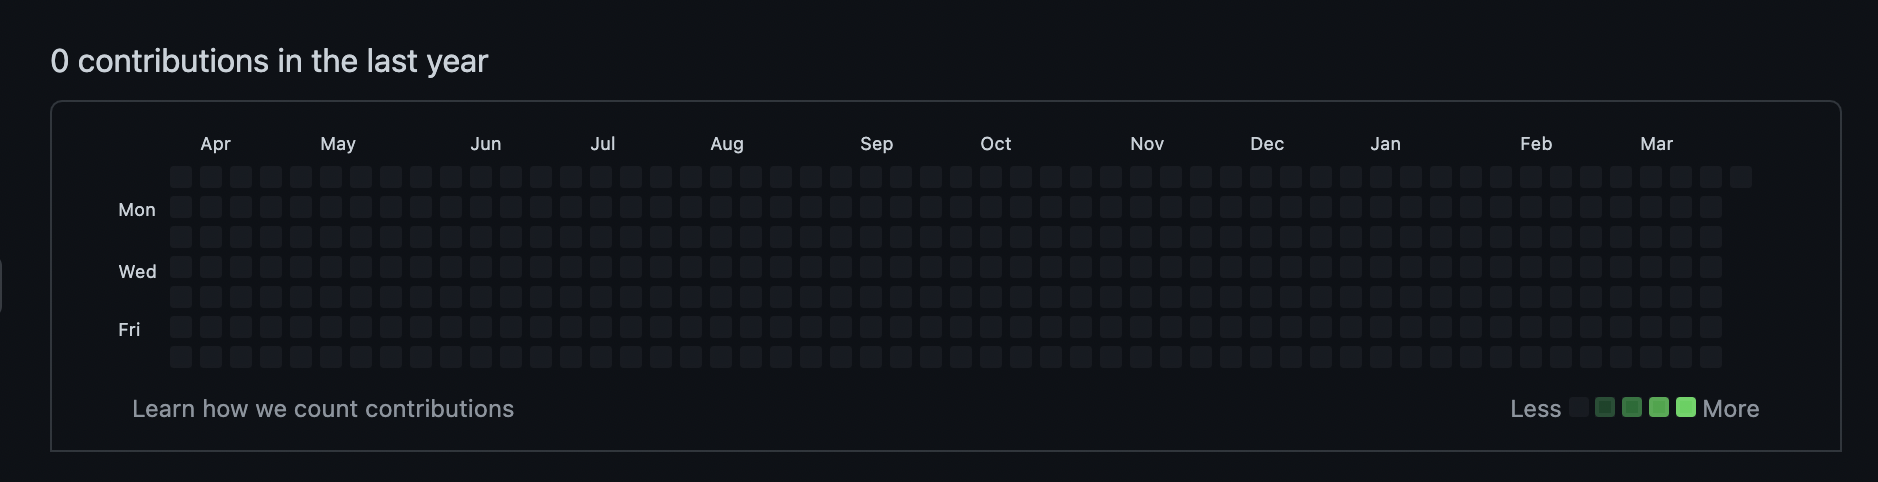 0 contributions in the last year
Apr May Jun Jul Aug Sep Oct Nov Dec Jan Feb Mar
Mon
Wed
Fri
Learn how we count contributions
Less More